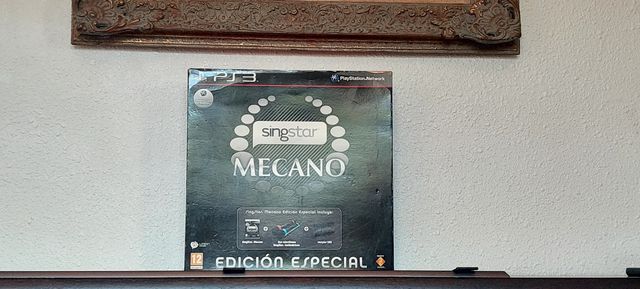 PS3
PlayStation Network
singstar
MECANO
SingStar Mecano Edición Especial incluye:
12
EDICIÓN ESPECIAL